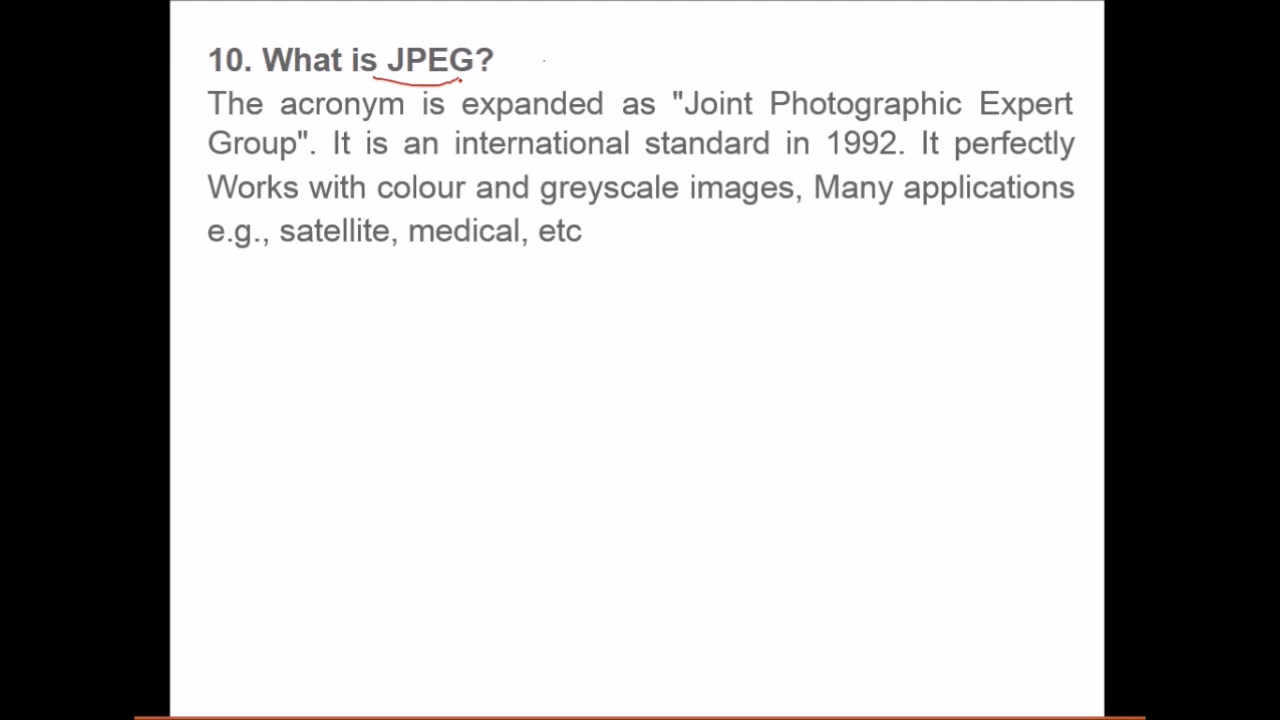 10. What is JPEG?
The acronym is expanded as "Joint Photographic Expert
Group". It is an international standard in 1992. It perfectly
Works with colour and greyscale images, Many applications
e.g., satellite, medical, etc